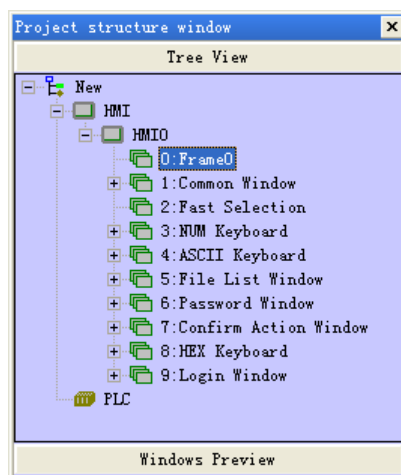 Project structure window
Tree View
New
HMI
HMI0
0:Frame0
1:Common Window
2:Fast Selection
3:NUM Keyboard
4:ASCII Keyboard
5:File List Window
6:Password Window
7:Confirm Action Window
8:HEX Keyboard
9:Login Window
PLC
Windows Preview